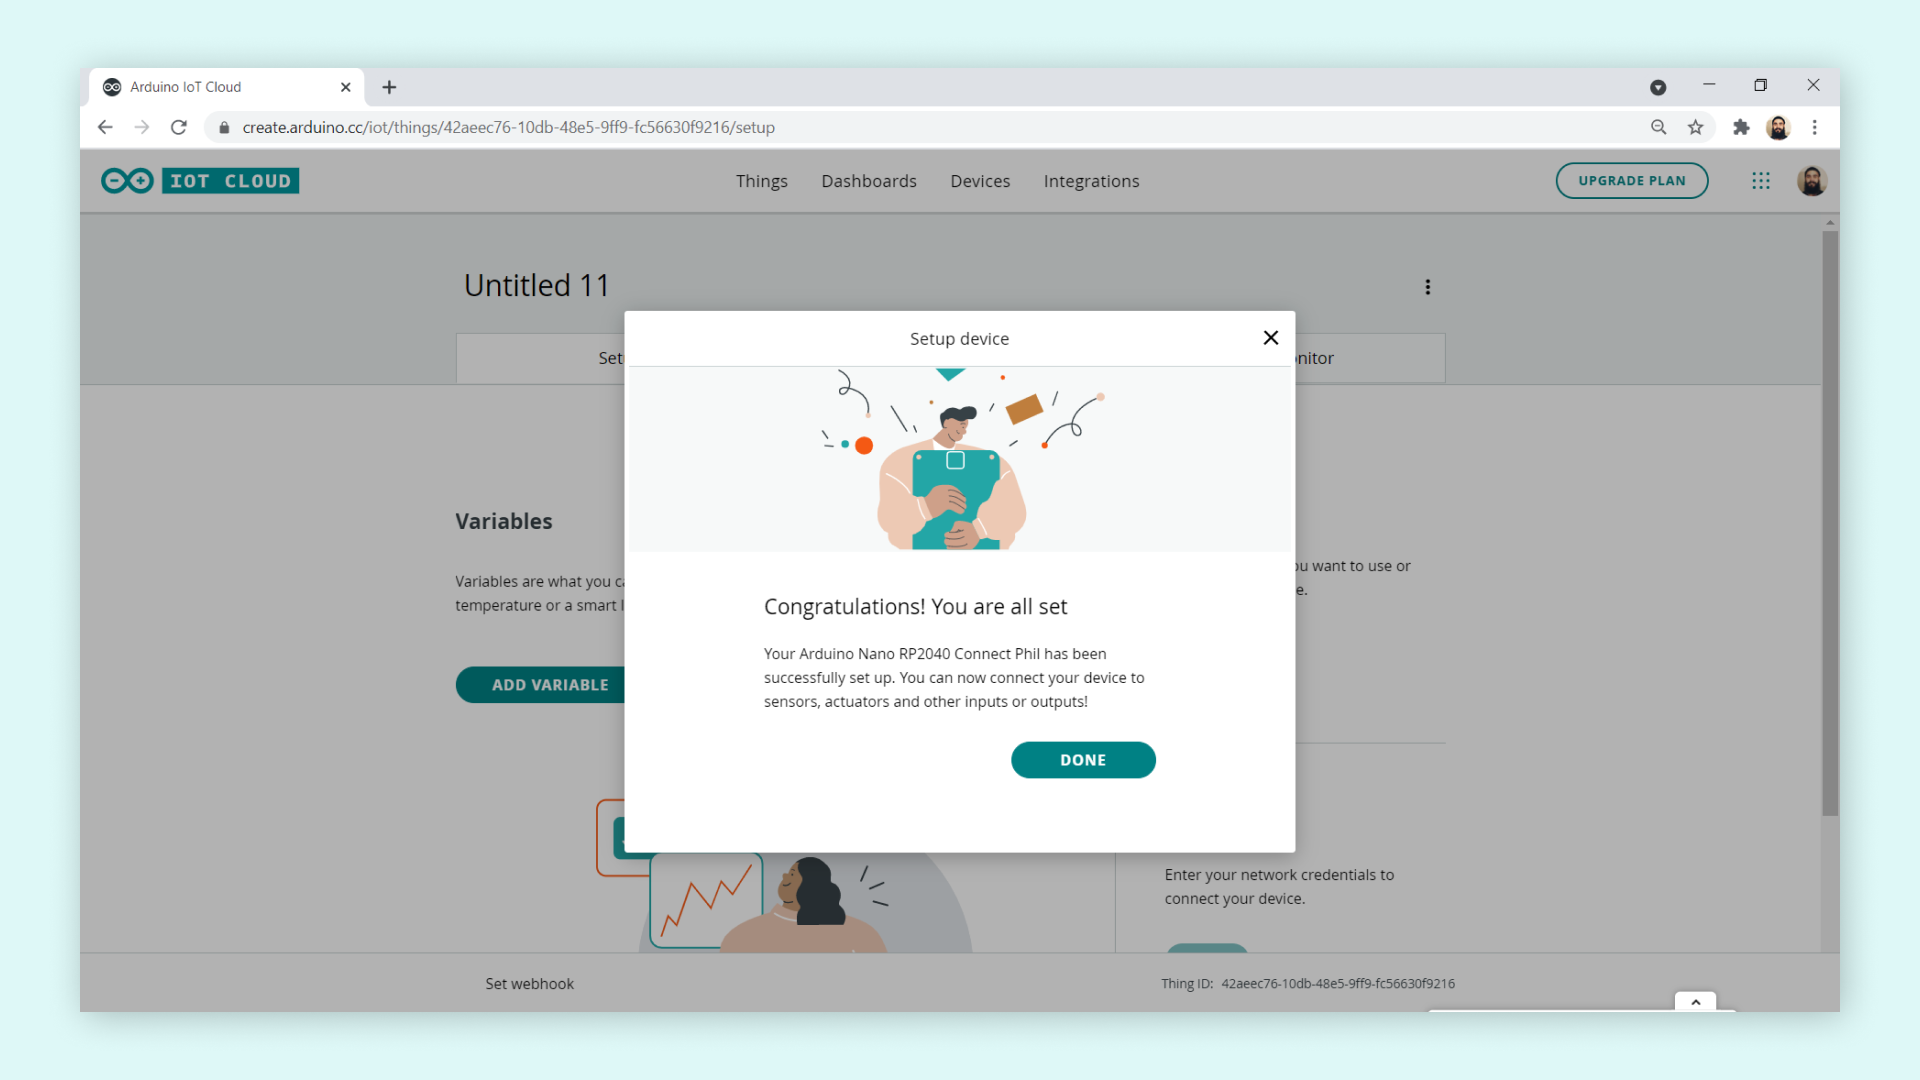 Arduino IoT Cloud
create.arduino.cc/iot/things/42aeec76-10db-48e5-9ff9-fc56630f9216/setup
IOT CLOUD
Things
Dashboards
Devices
Integrations
UPGRADE PLAN
Untitled 11
Setup device
Variables
Variables are what you
temperature or a smart
ADD VARIABLE
want to use or
Congratulations! You are all set
Your Arduino Nano RP2040 Connect Phil has been
successfully set up. You can now connect your device to
sensors, actuators and other inputs or outputs!
DONE
Enter your network credentials to
connect your device.
Set webhook
Thing ID: 42aeec76-10db-48e5-9ff9-fc56630f9216